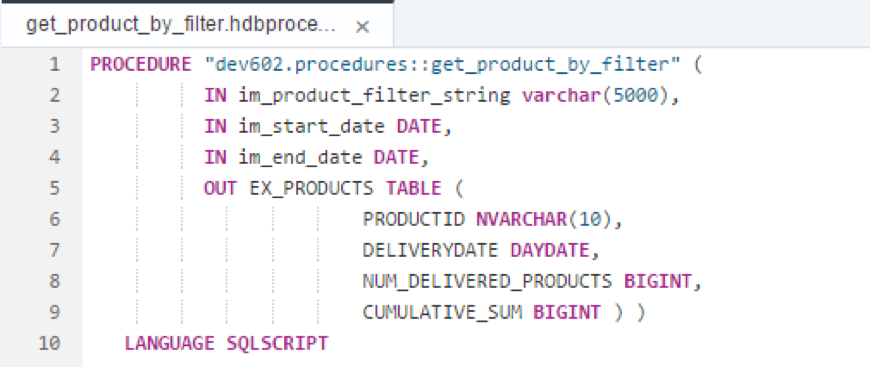 get_product_by_filter.hdbproce... ×
1 PROCEDURE "dev602.procedures::get_product_by_filter" (
2 IN im_product_filter_string varchar(5000),
3 IN im_start_date DATE,
4 IN im_end_date DATE,
5 OUT EX_PRODUCTS TABLE (
6 PRODUCTID NVARCHAR(10),
7 DELIVERYDATE DAYDATE,
8 NUM_DELIVERED_PRODUCTS BIGINT,
9 CUMULATIVE_SUM BIGINT ) )
10 LANGUAGE SQLSCRIPT